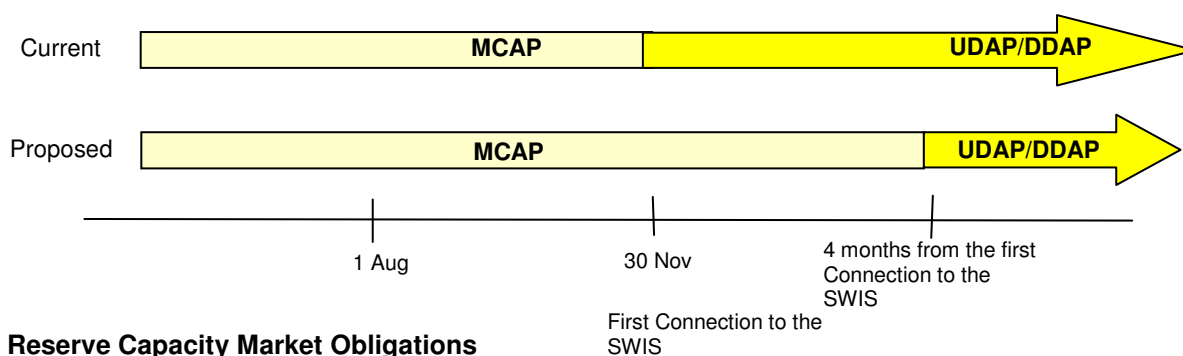 Current
MCAP
UDAP/DDAP
Proposed
MCAP
UDAP/DDAP
1 Aug
30 Nov
4 months from the first
Connection to the
SWIS
First Connection to the
SWIS
Reserve Capacity Market Obligations